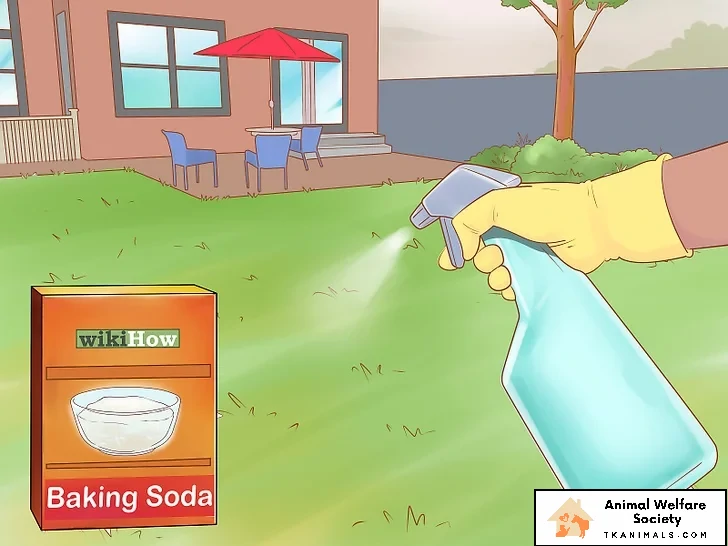 wikiHow
Baking Soda
Animal Welfare
Society
TKANIMALS.COM